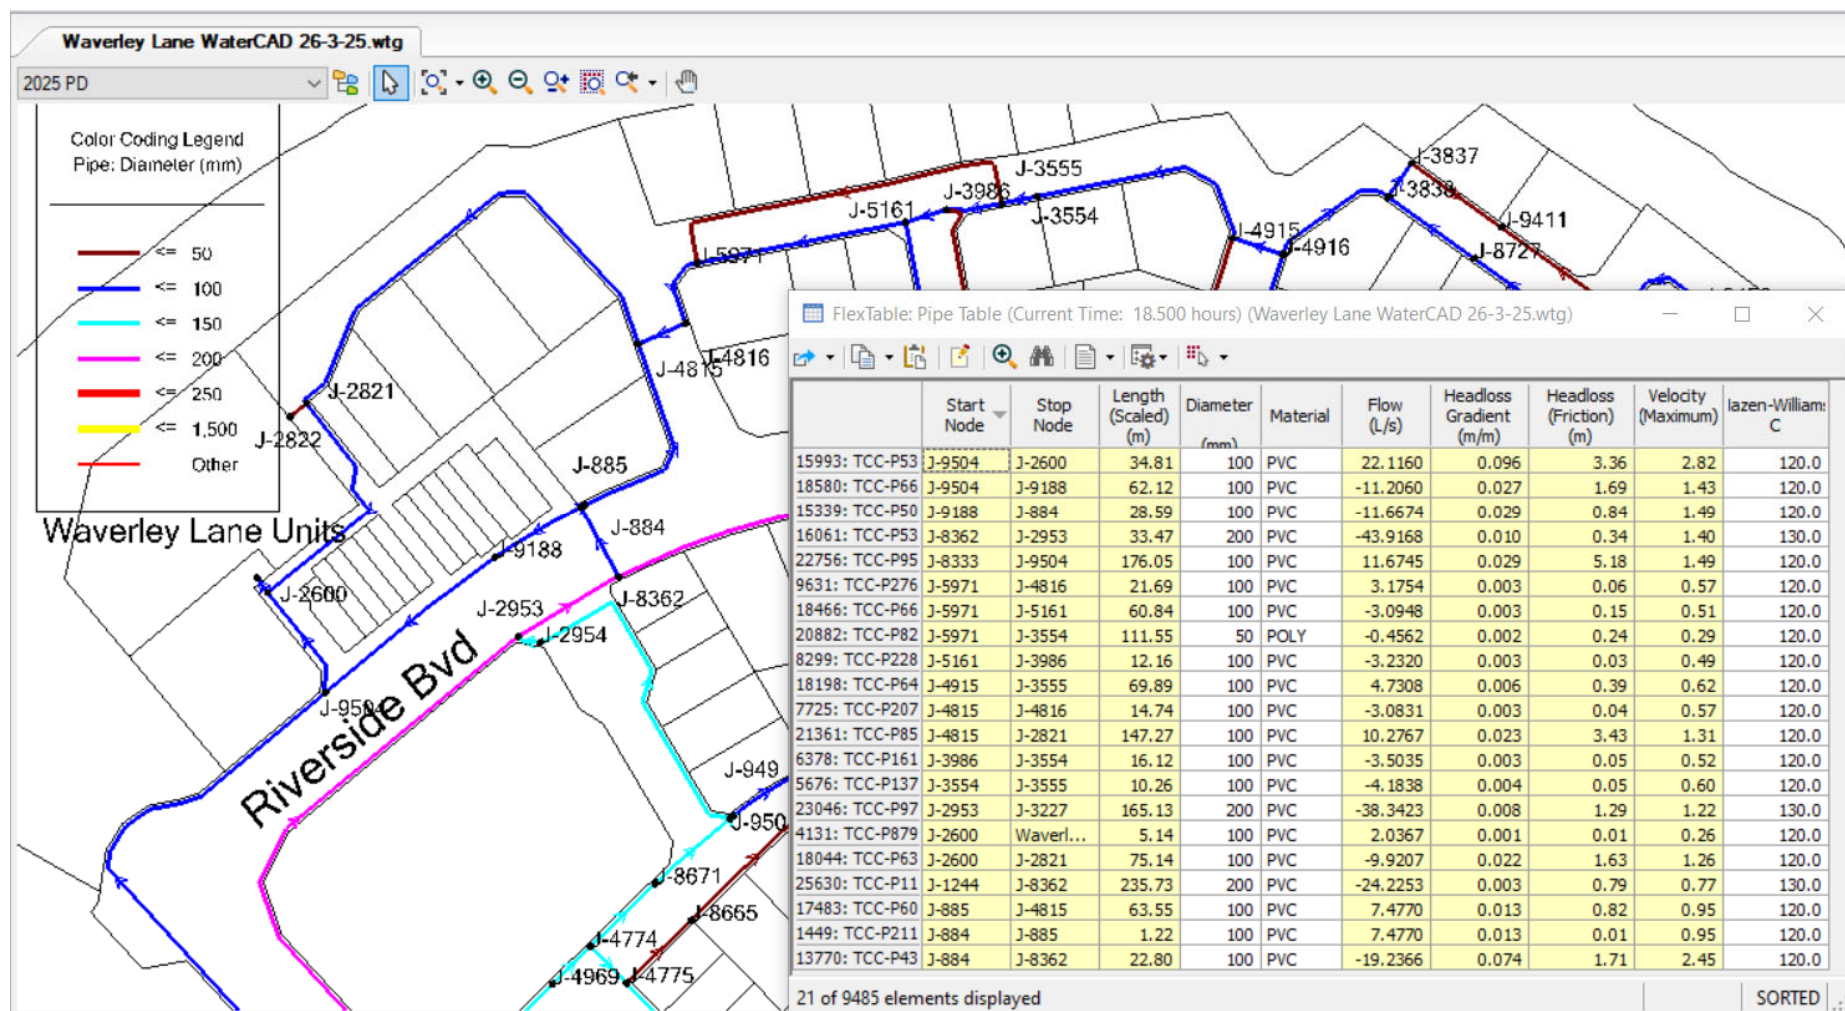 Waverley Lane WaterCAD 26-3-25.wtg
2025 PD
Color Coding Legend
Pipe: Diameter (mm)
<= 50
<= 100
<= 150
<= 200
<= 250
<= 1,500
Other
Waverley Lane Units
Riverside Bvd
J-3837
J-3555
J-3838
J-3986
J-5161
J-3554
J-9411
J-4915
J-4916
J-8727
J-5971
J-4816
J-4815
J-2821
J-2822
J-885
J-884
J-9188
J-2600
J-2953
J-8362
J-2954
J-9504
J-949
J-950
J-8671
J-8665
J-4774
J-4969
J-4775
FlexTable: Pipe Table (Current Time: 18.500 hours) (Waverley Lane WaterCAD 26-3-25.wtg)
Start Node Stop Node Length (Scaled) (m) Diameter (mm) Material Flow (L/s) Headloss Gradient (m/m) Headloss (Friction) (m) Velocity (Maximum) lazen-Williams C
15993: TCC-P53 J-9504 J-2600 34.81 100 PVC 22.1160 0.096 3.36 2.82 120.0
18580: TCC-P66 J-9504 J-9188 62.12 100 PVC -11.2060 0.027 1.69 1.43 120.0
15339: TCC-P50 J-9188 J-884 28.59 100 PVC -11.6674 0.029 0.84 1.49 120.0
16061: TCC-P53 J-8362 J-2953 33.47 200 PVC -43.9168 0.010 0.34 1.40 130.0
22756: TCC-P95 J-8333 J-9504 176.05 100 PVC 11.6745 0.029 5.18 1.49 120.0
9631: TCC-P276 J-5971 J-4816 21.69 100 PVC 3.1754 0.003 0.06 0.57 120.0
18466: TCC-P66 J-5971 J-5161 60.84 100 PVC -3.0948 0.003 0.15 0.51 120.0
20882: TCC-P82 J-5971 J-3554 111.55 50 POLY -0.4562 0.002 0.24 0.29 120.0
8299: TCC-P228 J-5161 J-3986 12.16 100 PVC -3.2320 0.003 0.03 0.49 120.0
18198: TCC-P64 J-4915 J-3555 69.89 100 PVC 4.7308 0.006 0.39 0.62 120.0
7725: TCC-P207 J-4815 J-4816 14.74 100 PVC -3.0831 0.003 0.04 0.57 120.0
21361: TCC-P85 J-4815 J-2821 147.27 100 PVC 10.2767 0.023 3.43 1.31 120.0
6378: TCC-P161 J-3986 J-3554 16.12 100 PVC -3.5035 0.003 0.05 0.52 120.0
5676: TCC-P137 J-3554 J-3555 10.26 100 PVC -4.1838 0.004 0.05 0.60 120.0
23046: TCC-P97 J-2953 J-3227 165.13 200 PVC -38.3423 0.008 1.29 1.22 130.0
4131: TCC-P879 J-2600 Waverl... 5.14 100 PVC 2.0367 0.001 0.01 0.26 120.0
18044: TCC-P63 J-2600 J-2821 75.14 100 PVC -9.9207 0.022 1.63 1.26 120.0
25630: TCC-P11 J-1244 J-8362 235.73 200 PVC -24.2253 0.003 0.79 0.77 130.0
17483: TCC-P60 J-885 J-4815 63.55 100 PVC 7.4770 0.013 0.82 0.95 120.0
1449: TCC-P211 J-884 J-885 1.22 100 PVC 7.4770 0.013 0.01 0.95 120.0
13770: TCC-P43 J-884 J-8362 22.80 100 PVC -19.2366 0.074 1.71 2.45 120.0
21 of 9485 elements displayed
SORTED